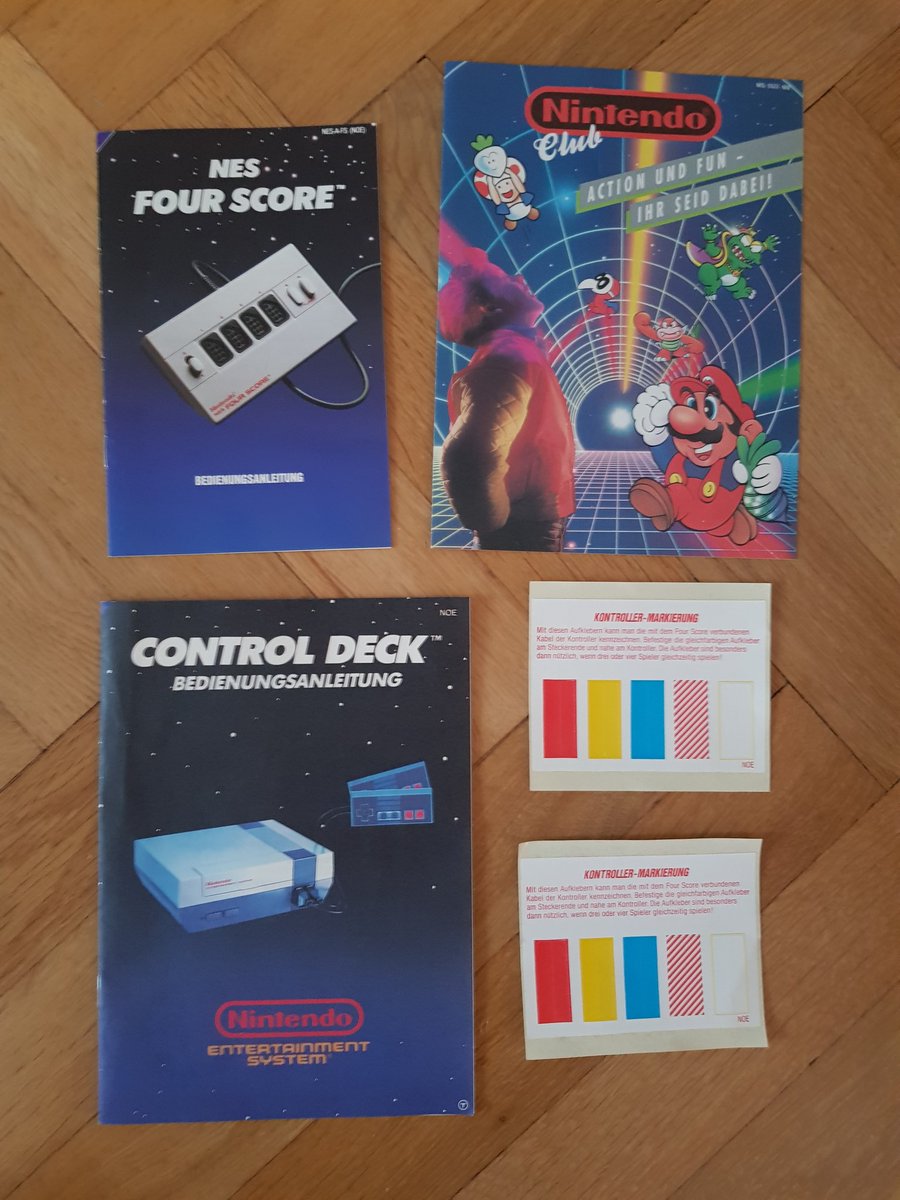 NES-A-FS (NOE)
NES
FOUR SCORE™
Nintendo
NES FOUR SCORE™
BEDIENUNGSANLEITUNG
Nintendo®
Club
ACTION UND FUN –
IHR SEID DABEI!
8
NOE
CONTROL DECK™
BEDIENUNGSANLEITUNG
Nintendo
Nintendo®
ENTERTAINMENT
SYSTEM®
KONTROLLER-MARKIERUNG
Mit diesen Aufklebern kann man die mit dem Four Score verbundenen
Kabel der Kontroller kennzeichnen. Befestige die gleichfarbigen Aufkleber
am Steckerende und nahe am Kontroller. Die Aufkleber sind besonders
dann nützlich, wenn drei oder vier Spieler gleichzeitig spielen!
NOE
KONTROLLER-MARKIERUNG
Mit diesen Aufklebern kann man die mit dem Four Score verbundenen
Kabel der Kontroller kennzeichnen. Befestige die gleichfarbigen Aufkleber
am Steckerende und nahe am Kontroller. Die Aufkleber sind besonders
dann nützlich, wenn drei oder vier Spieler gleichzeitig spielen!
NOE